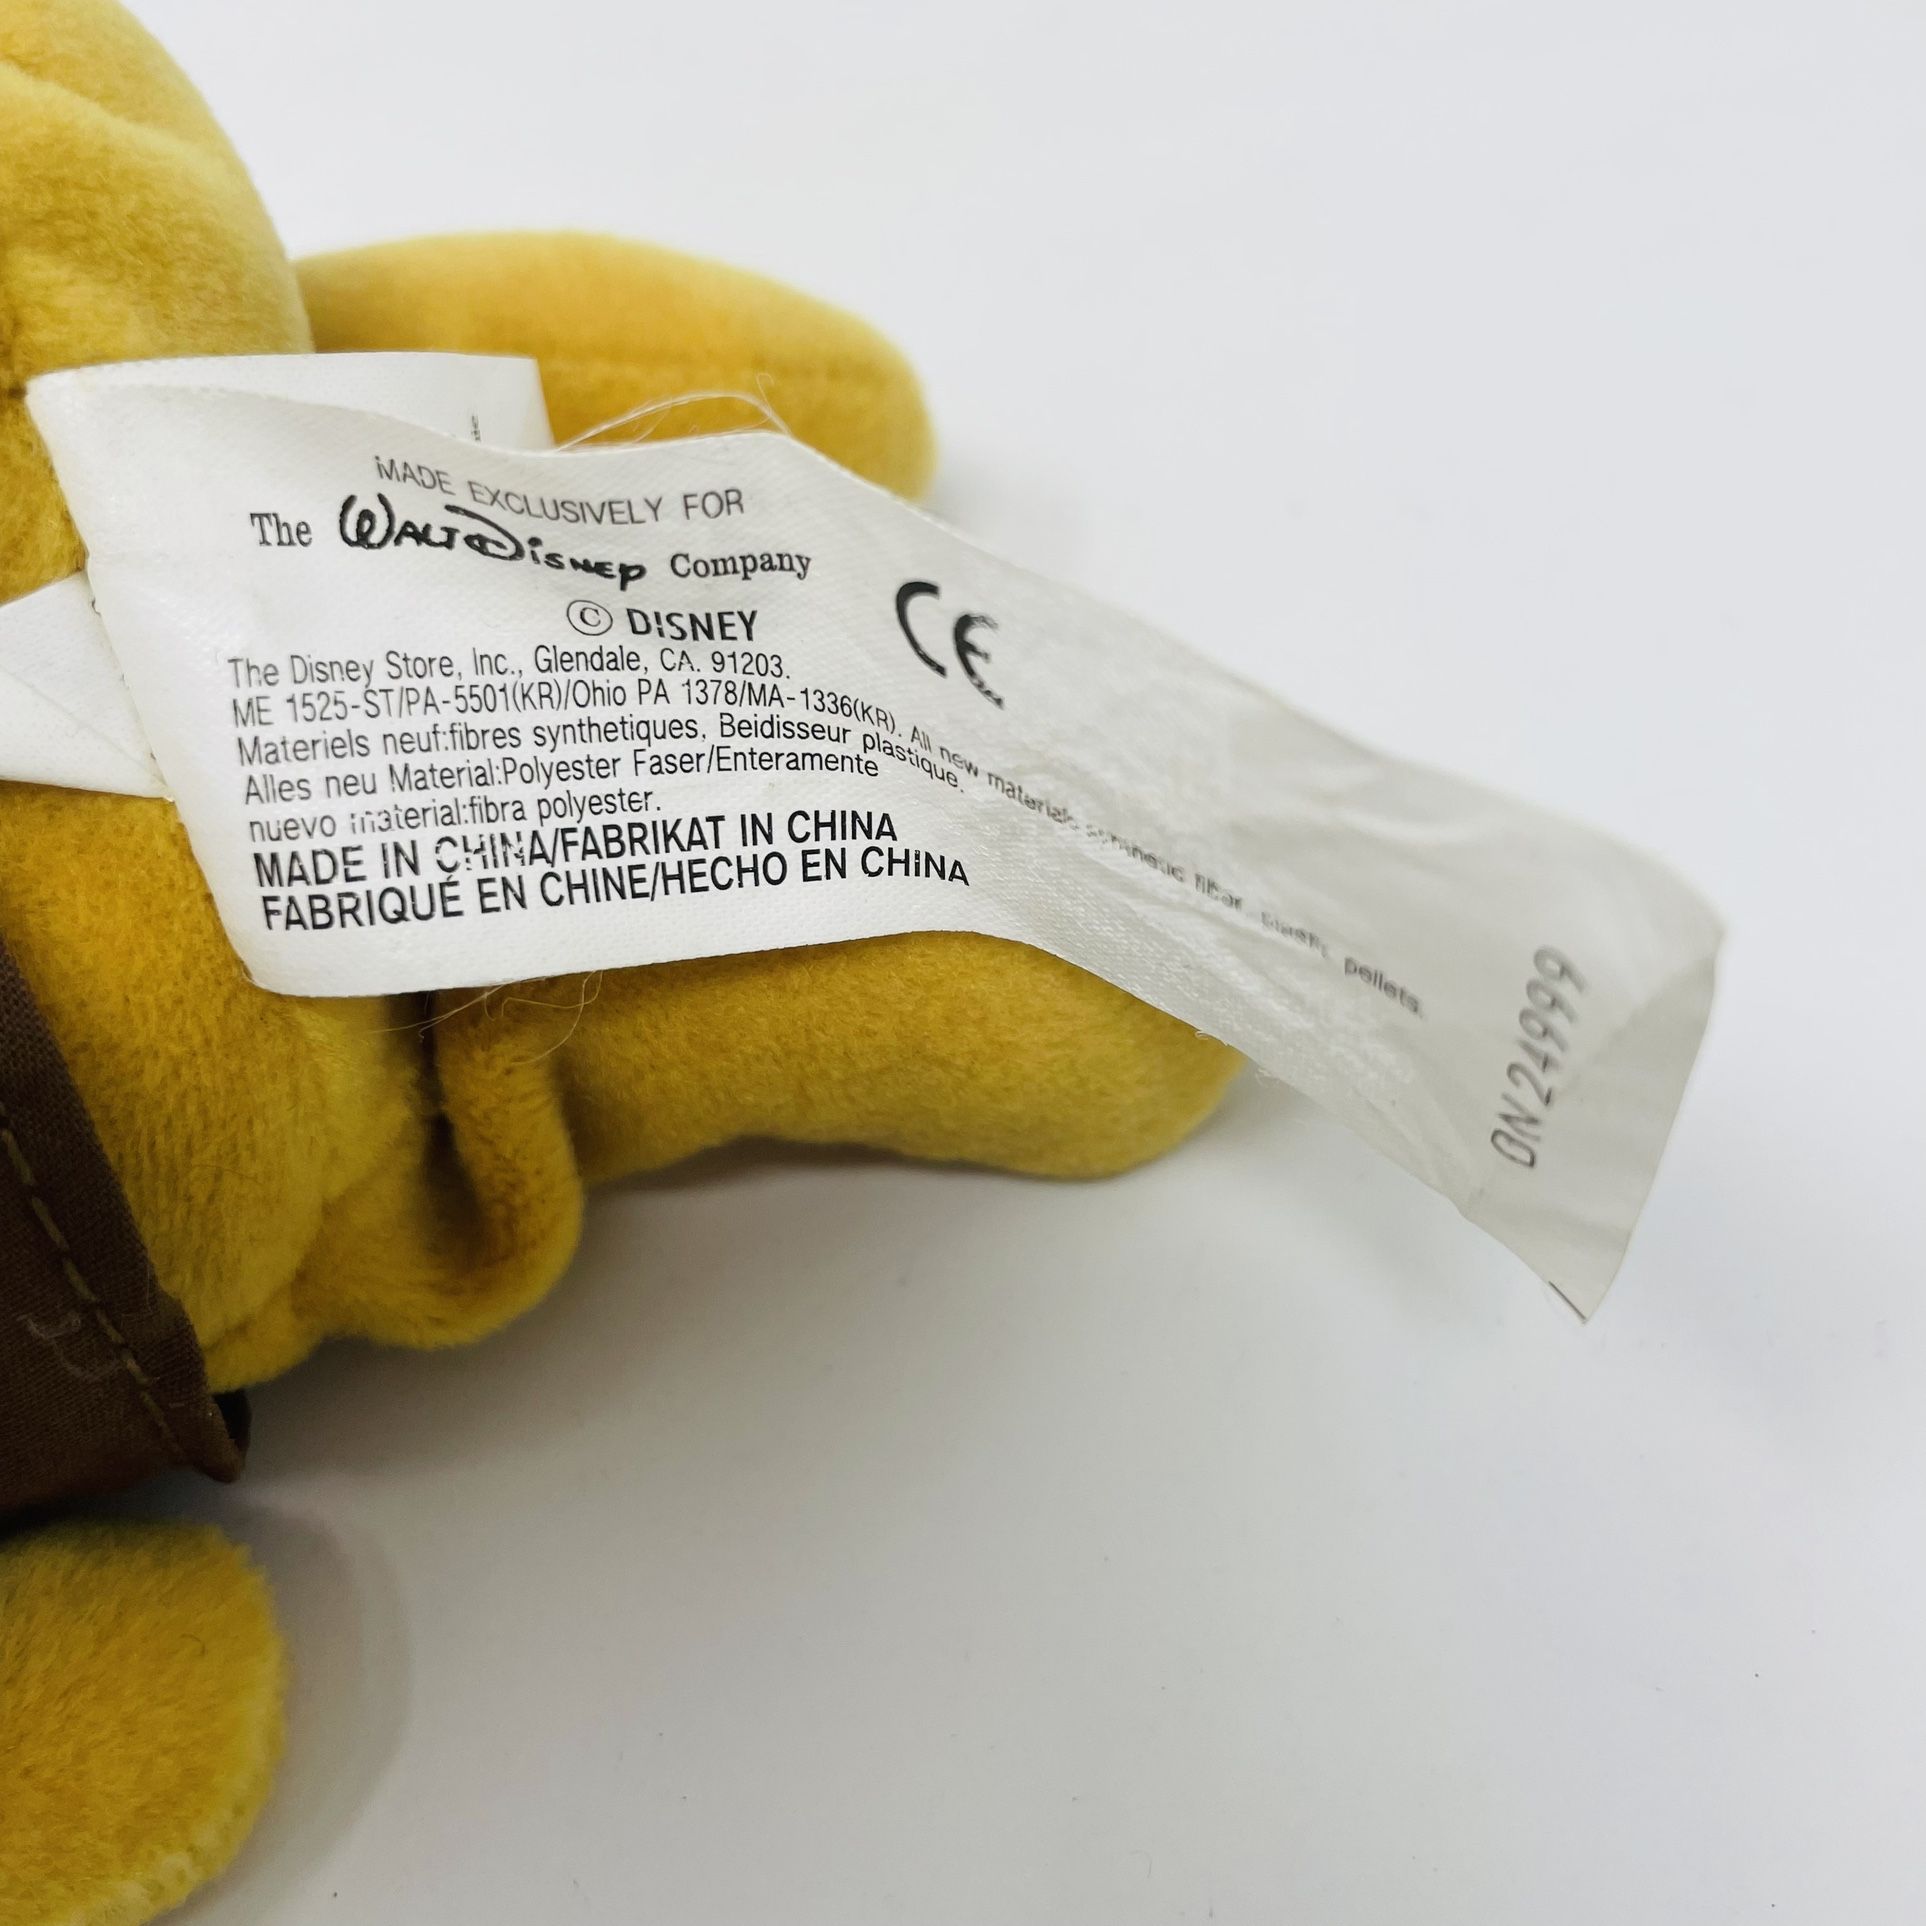 MADE EXCLUSIVELY FOR
The WALT DISNEY Company
© DISNEY
CE
The Disney Store, Inc., Glendale, CA. 91203.
ME 1525-ST/PA-5501(KR)/Ohio PA 1378/MA-1336(KR). All new materials synthetic fiber plastic pellets.
Materiels neuf:fibres synthetiques, Beidisseur plastique.
Alles neu Material:Polyester Faser/Enteramente
nuevo material:fibra polyester.
MADE IN CHINA/FABRIKAT IN CHINA
FABRIQUÉ EN CHINE/HECHO EN CHINA
0N24999